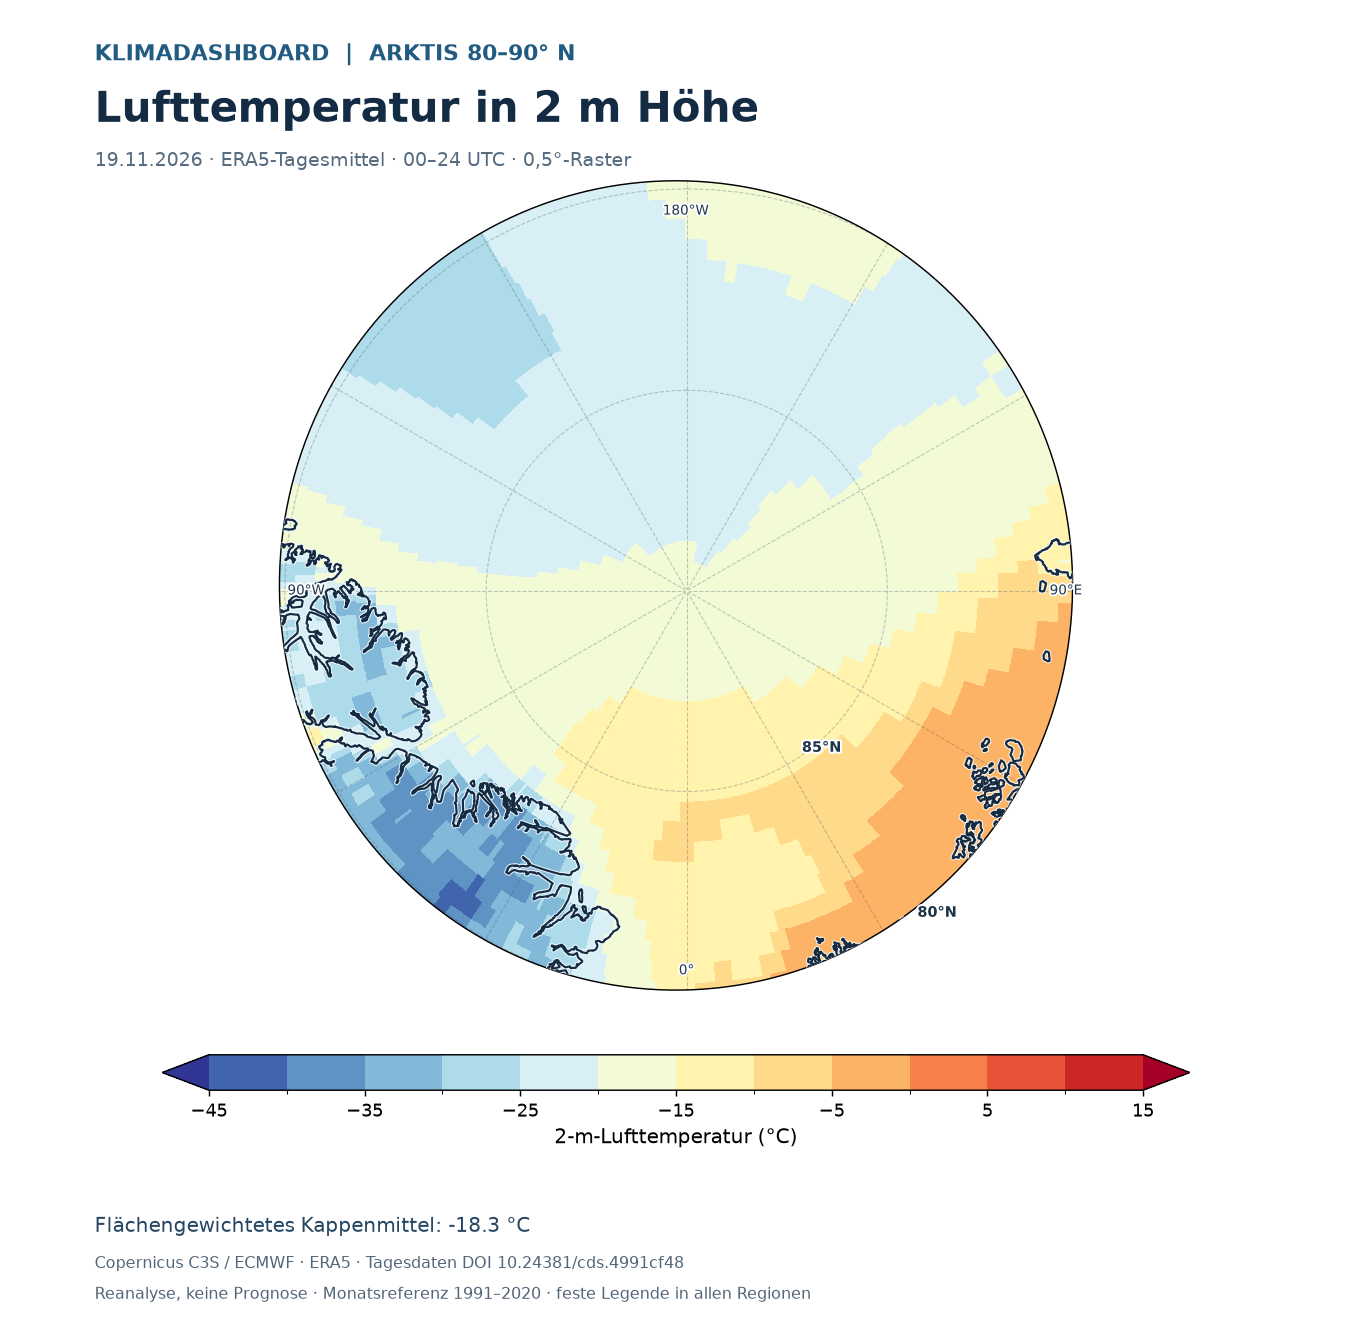 KLIMADASHBOARD | ARKTIS 80–90° N
Lufttemperatur in 2 m Höhe
19.11.2026 · ERA5-Tagesmittel · 00–24 UTC · 0,5°-Raster
180°W
90°W
90°E
85°N
80°N
0°
−45 −35 −25 −15 −5 5 15
2-m-Lufttemperatur (°C)
Flächengewichtetes Kappenmittel: -18.3 °C
Copernicus C3S / ECMWF · ERA5 · Tagesdaten DOI 10.24381/cds.4991cf48
Reanalyse, keine Prognose · Monatsreferenz 1991–2020 · feste Legende in allen Regionen